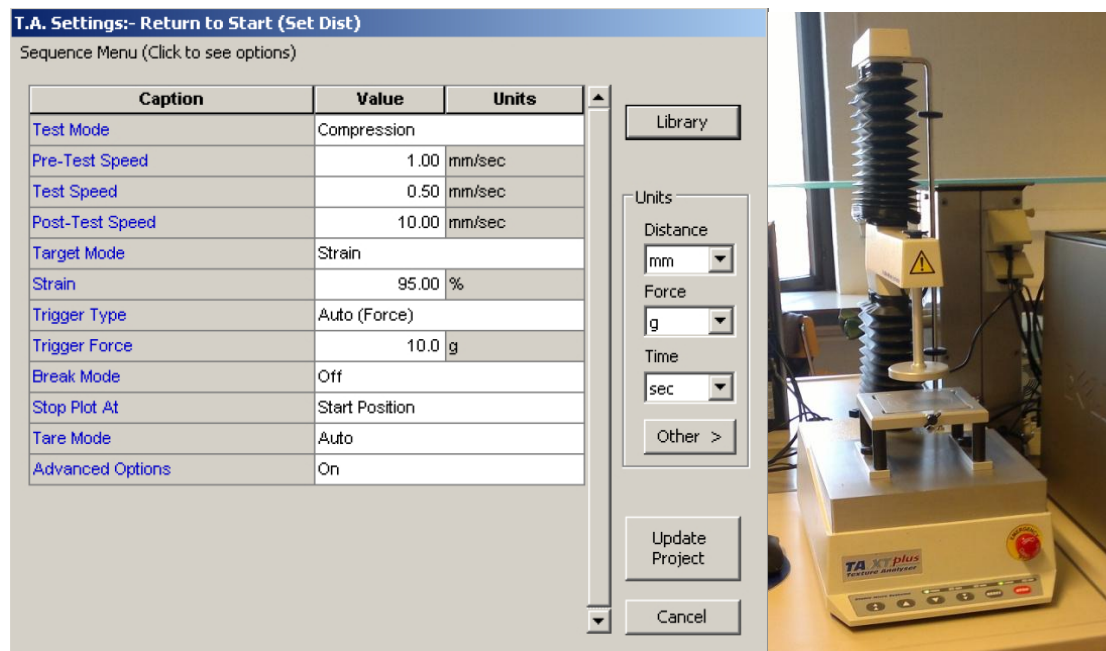 T.A. Settings:- Return to Start (Set Dist)
Sequence Menu (Click to see options)
Caption Value Units
Test Mode Compression
Pre-Test Speed 1.00 mm/sec
Test Speed 0.50 mm/sec
Post-Test Speed 10.00 mm/sec
Target Mode Strain
Strain 95.00 %
Trigger Type Auto (Force)
Trigger Force 10.0 g
Break Mode Off
Stop Plot At Start Position
Tare Mode Auto
Advanced Options On
Library
Units
Distance
mm
Force
g
Time
sec
Other >
Update
Project
Cancel
TA XT plus
Texture Analyser
EMERGENCY